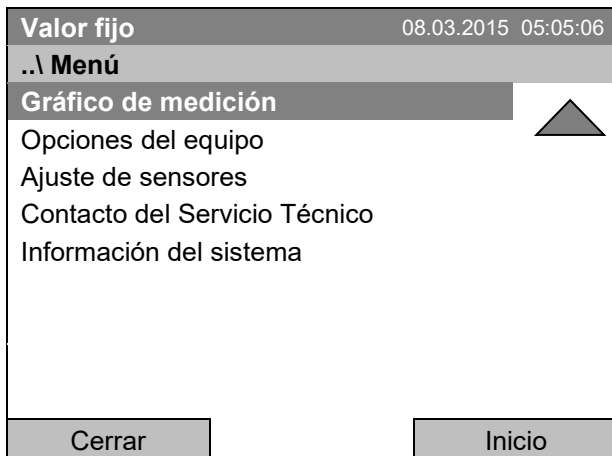 Valor fijo 08.03.2015 05:05:06
..\ Menú
Gráfico de medición
Opciones del equipo
Ajuste de sensores
Contacto del Servicio Técnico
Información del sistema
Cerrar Inicio